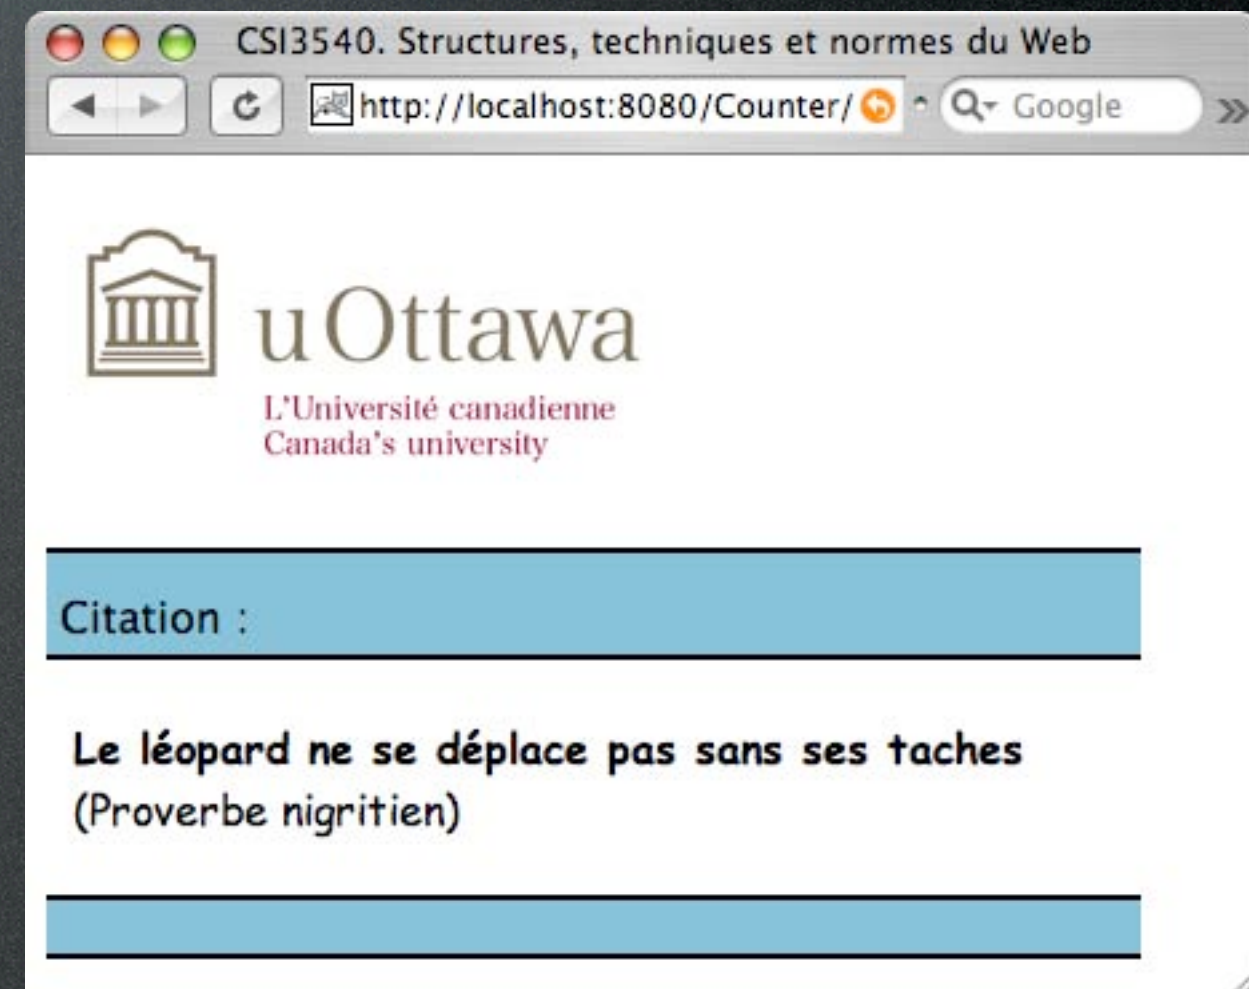 CSI3540. Structures, techniques et normes du Web
http://localhost:8080/Counter/ Google
uOttawa
L'Université canadienne
Canada's university
Citation :
Le léopard ne se déplace pas sans ses taches
(Proverbe nigritien)